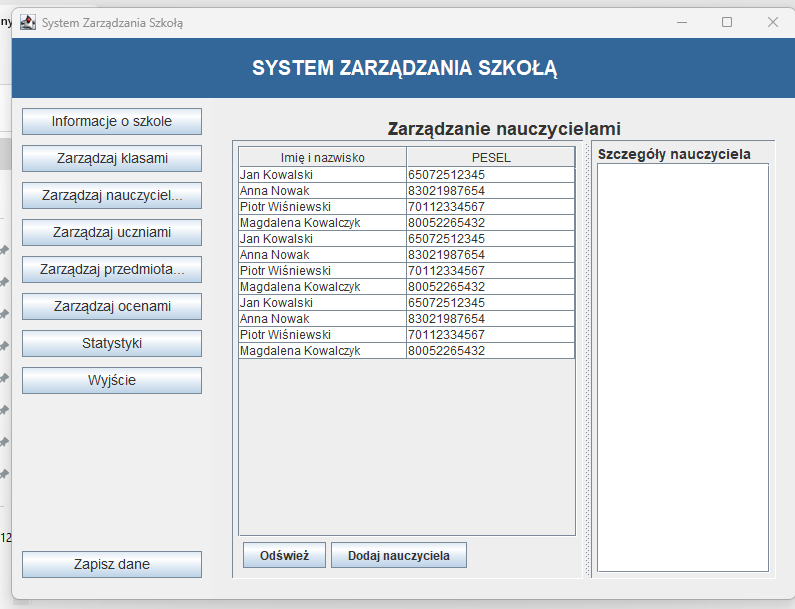 ny
System Zarządzania Szkołą
SYSTEM ZARZĄDZANIA SZKOŁĄ
Informacje o szkole
Zarządzaj klasami
Zarządzaj nauczyciel...
Zarządzaj uczniami
Zarządzaj przedmiota...
Zarządzaj ocenami
Statystyki
Wyjście
12
Zapisz dane
Zarządzanie nauczycielami
Imię i nazwisko PESEL
Jan Kowalski 65072512345
Anna Nowak 83021987654
Piotr Wiśniewski 70112334567
Magdalena Kowalczyk 80052265432
Jan Kowalski 65072512345
Anna Nowak 83021987654
Piotr Wiśniewski 70112334567
Magdalena Kowalczyk 80052265432
Jan Kowalski 65072512345
Anna Nowak 83021987654
Piotr Wiśniewski 70112334567
Magdalena Kowalczyk 80052265432
Odśwież Dodaj nauczyciela
Szczegóły nauczyciela